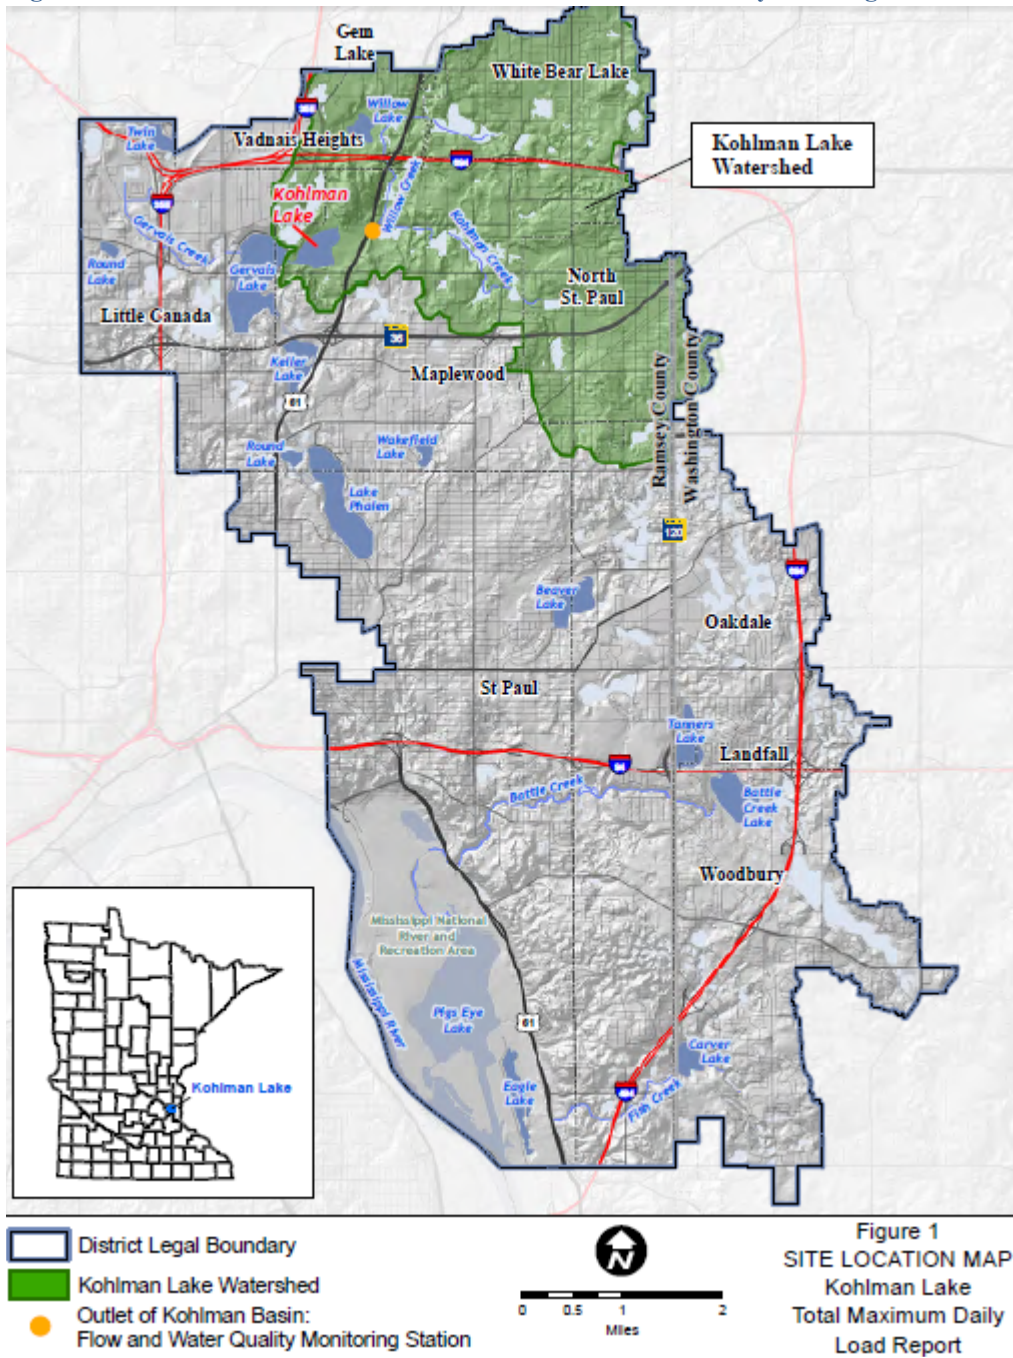 Gem
Lake
White Bear Lake
Willow
Lake
Twin
Lake
Vadnais Heights
Kohlman Lake
Watershed
Kohlman
Lake
Willow Creek
Kohlman Creek
Gervais Creek
Round
Lake
Gervais
Lake
North
St. Paul
Little Canada
36
Keller
Lake
Maplewood
61
Ramsey County
Washington County
Round
Lake
Wakefield
Lake
Lake
Phalen
120
Beaver
Lake
Oakdale
St Paul
Tanners
Lake
Landfall
94
Battle Creek
Battle
Creek
Lake
Woodbury
Mississippi National
River and
Recreation Area
Mississippi River
Pigs Eye
Lake
61
Carver
Lake
Eagle
Lake
Fish Creek
Kohlman Lake
District Legal Boundary
Kohlman Lake Watershed
Outlet of Kohlman Basin:
Flow and Water Quality Monitoring Station
N
0 0.5 1 2
Miles
Figure 1
SITE LOCATION MAP
Kohlman Lake
Total Maximum Daily
Load Report